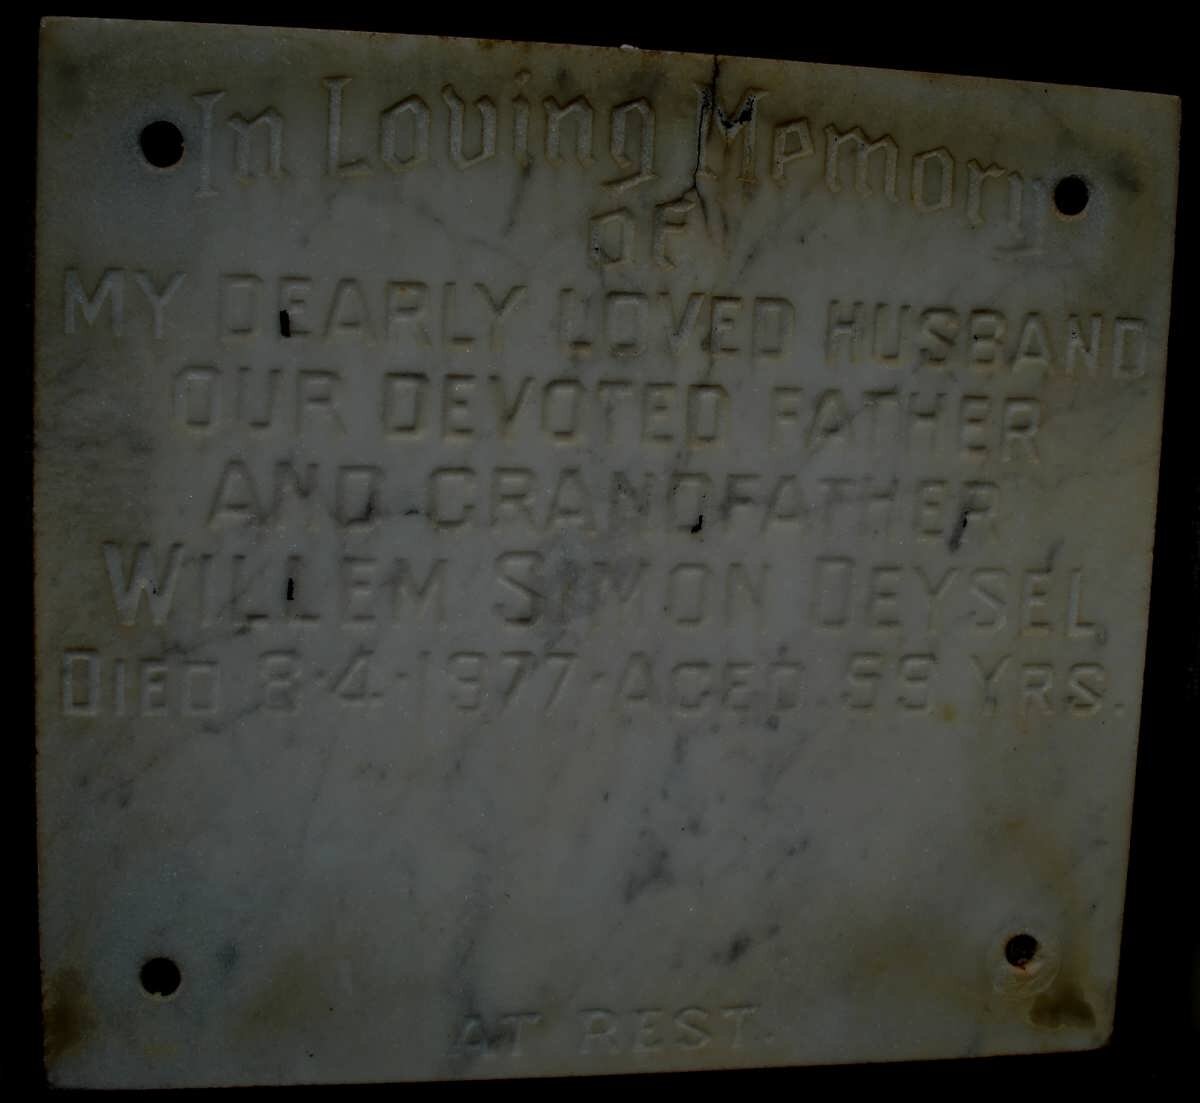 In Loving Memory
of
MY DEARLY LOVED HUSBAND
OUR DEVOTED FATHER
AND GRANDFATHER
WILLEM SIMON DEYSEL,
DIED 8·4·1977·AGED 59 YRS.
AT REST.